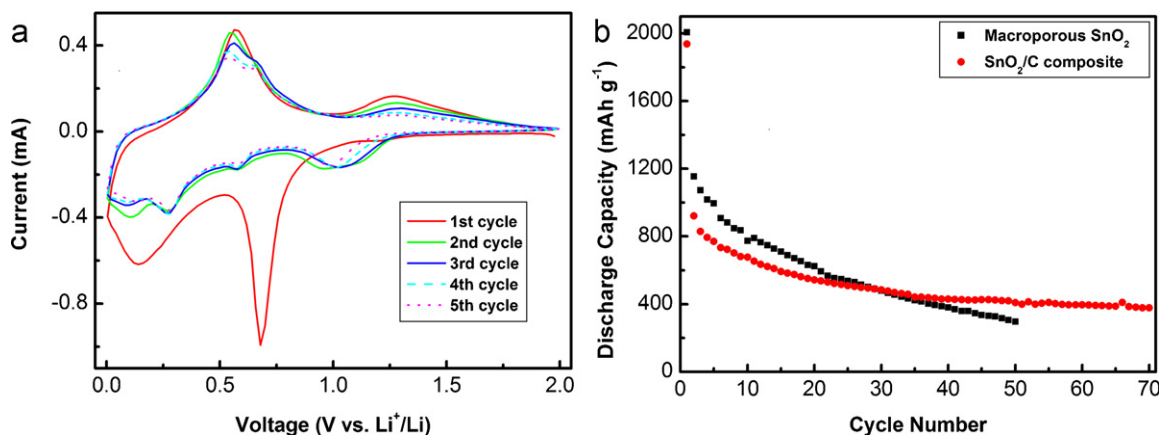 a
0.4
0.0
-0.4
-0.8
Current (mA)
1st cycle
2nd cycle
3rd cycle
4th cycle
5th cycle
0.0 0.5 1.0 1.5 2.0
Voltage (V vs. Li⁺/Li)
b
2000
1600
1200
800
400
0
Discharge Capacity (mAh g⁻¹)
Macroporous SnO₂
SnO₂/C composite
0 10 20 30 40 50 60 70
Cycle Number